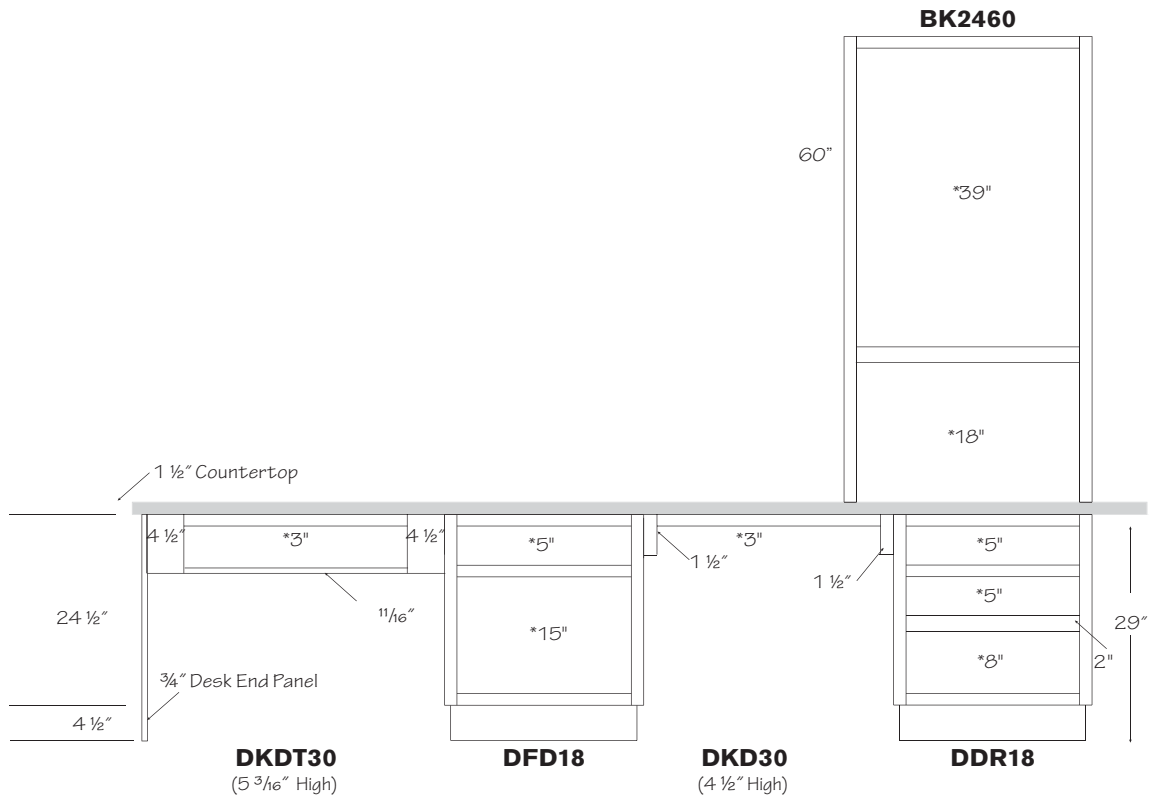 BK2460
60”
*39"
*18"
1 ½" Countertop
4 ½"
*3"
4 ½"
*5"
1 ½"
*3"
1 ½"
*5"
*5"
24 ½"
11/16"
*15"
29"
*8"
2"
¾" Desk End Panel
4 ½"
DKDT30
(5 3/16" High)
DFD18
DKD30
(4 ½" High)
DDR18